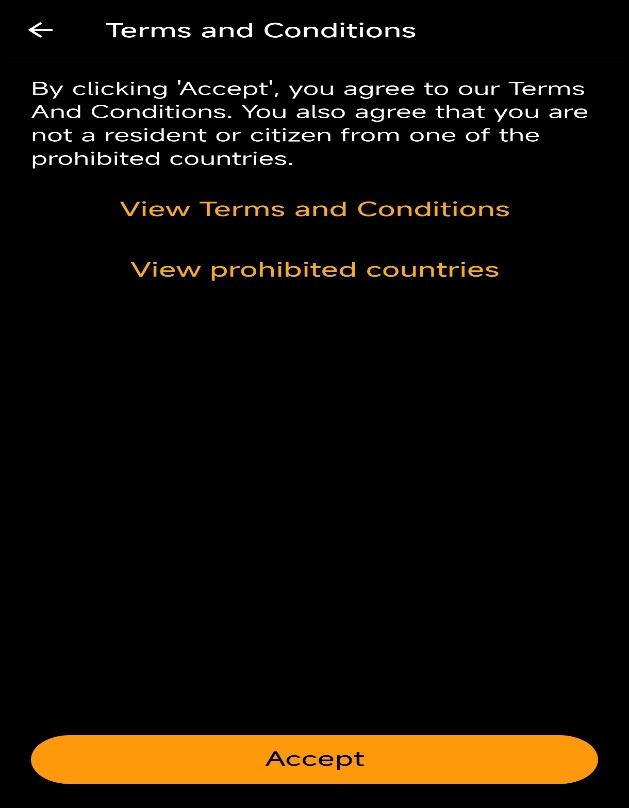 Terms and Conditions
By clicking 'Accept', you agree to our Terms
And Conditions. You also agree that you are
not a resident or citizen from one of the
prohibited countries.
View Terms and Conditions
View prohibited countries
Accept